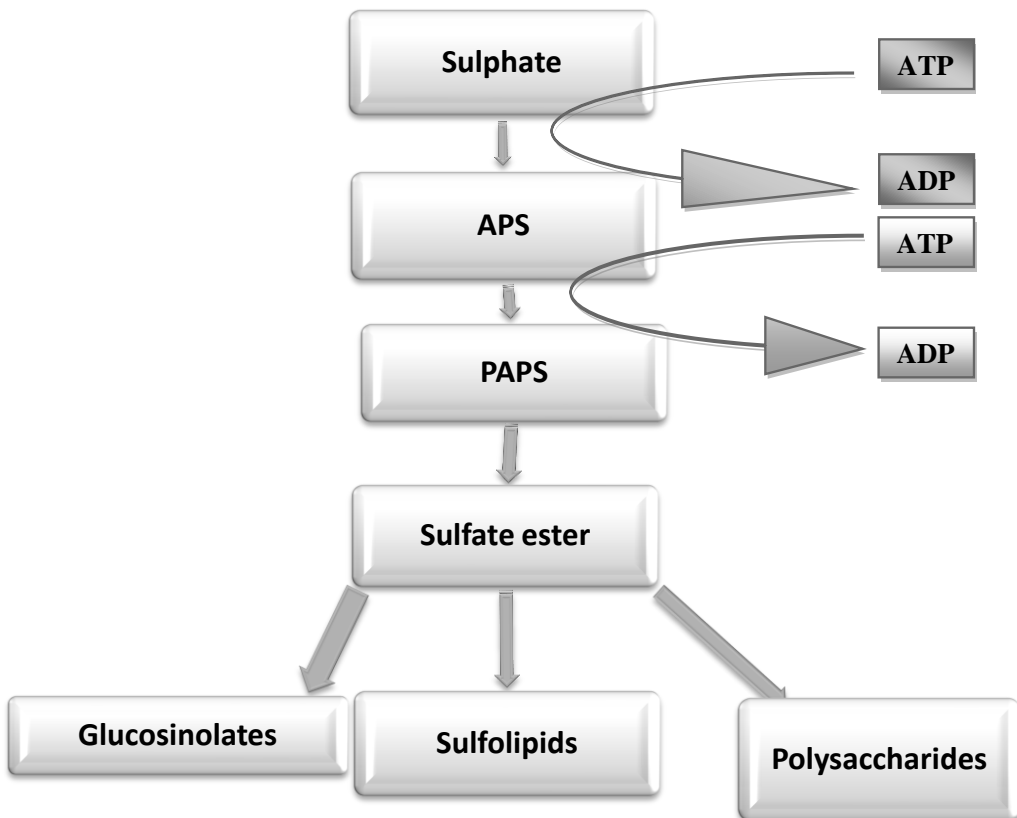 Sulphate
ATP
ADP
APS
ATP
PAPS
ADP
Sulfate ester
Glucosinolates
Sulfolipids
Polysaccharides